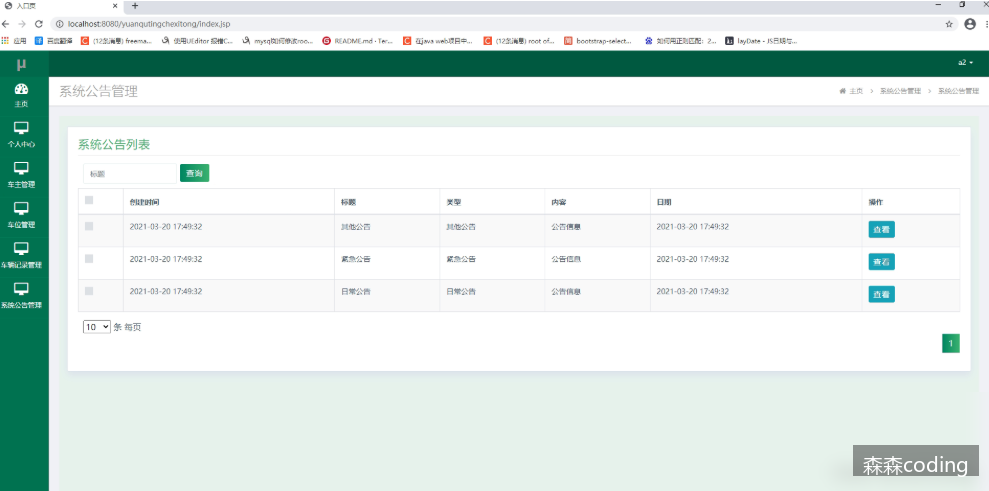 入口页
localhost:8080/yuanqutingchexitong/index.jsp
应用 百度翻译 (12条消息) freema... 使用UEditor 报错C... mysql如何修改roo... README.md · Ter... 在java web项目中... (12条消息) root of... bootstrap-select... 如何用正则匹配：2... layDate - JS日期与...
μ a2
系统公告管理 主页 > 系统公告管理 > 系统公告管理
主页
个人中心
车主管理
车位管理
车辆记录管理
系统公告管理
系统公告列表
标题 查询
创建时间 标题 类型 内容 日期 操作
2021-03-20 17:49:32 其他公告 其他公告 公告信息 2021-03-20 17:49:32 查看
2021-03-20 17:49:32 紧急公告 紧急公告 公告信息 2021-03-20 17:49:32 查看
2021-03-20 17:49:32 日常公告 日常公告 公告信息 2021-03-20 17:49:32 查看
10 条 每页
1
森森coding